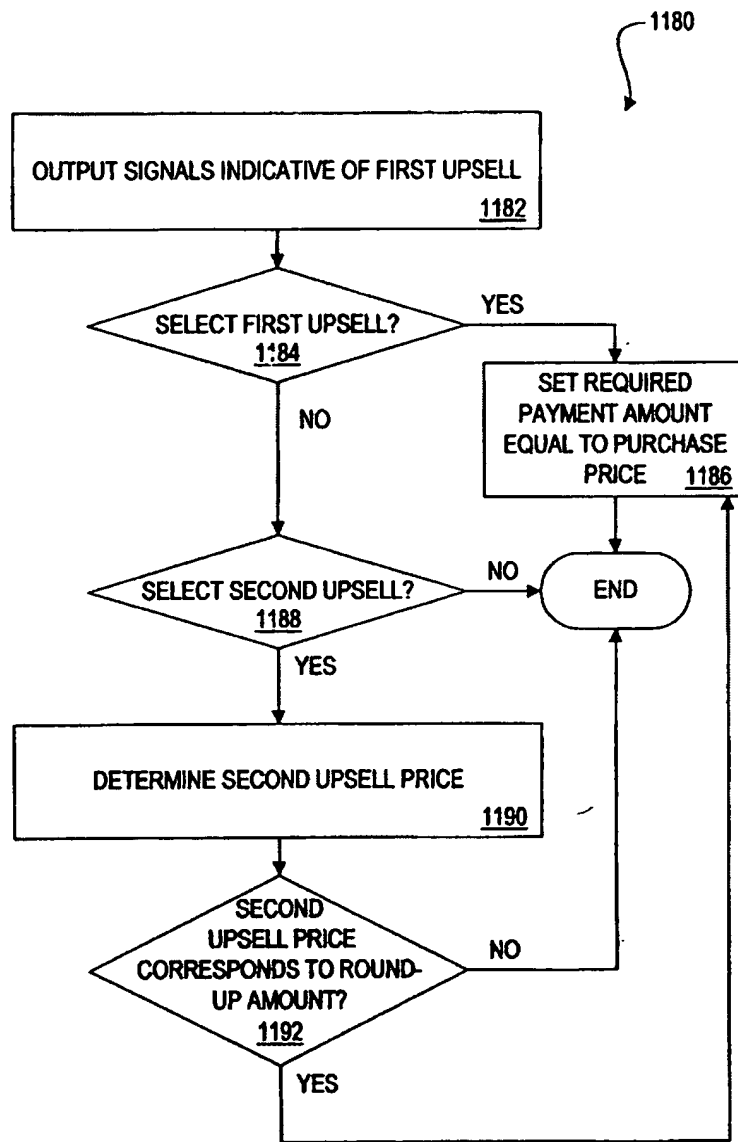 1180
OUTPUT SIGNALS INDICATIVE OF FIRST UPSELL
1182
SELECT FIRST UPSELL?
1184
YES
NO
SET REQUIRED
PAYMENT AMOUNT
EQUAL TO PURCHASE
PRICE 1186
SELECT SECOND UPSELL?
1188
NO
END
YES
DETERMINE SECOND UPSELL PRICE
1190
SECOND
UPSELL PRICE
CORRESPONDS TO ROUND-
UP AMOUNT?
1192
NO
YES